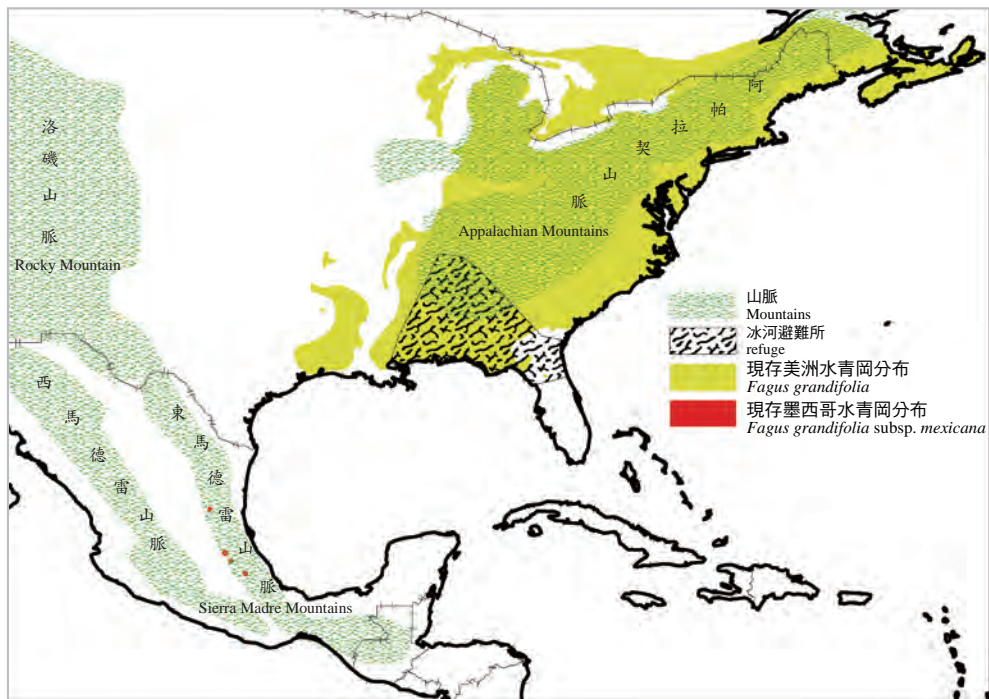 洛磯山脈
Rocky Mountain
阿帕拉契山脈
Appalachian Mountains
西馬德雷山脈
東馬德雷山脈
Sierra Madre Mountains
山脈
Mountains
冰河避難所
refuge
現存美洲水青岡分布
Fagus grandifolia
現存墨西哥水青岡分布
Fagus grandifolia subsp. mexicana